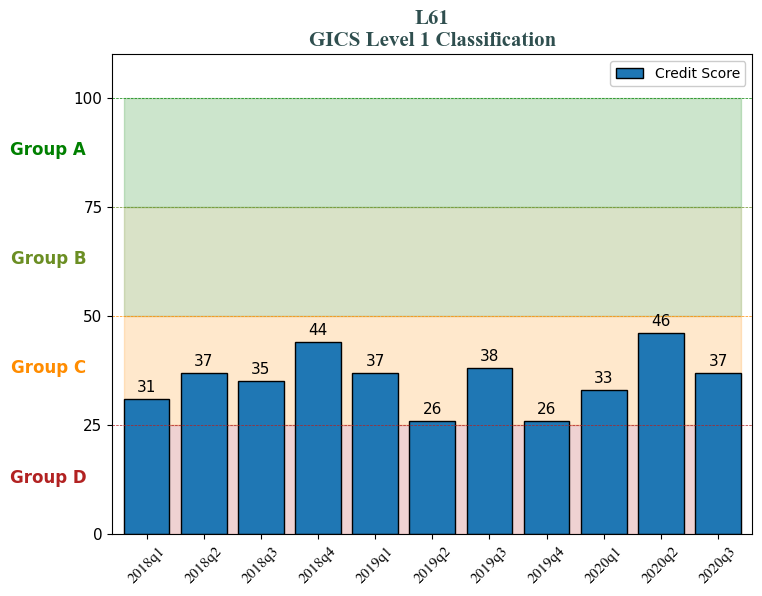 L61
GICS Level 1 Classification
Credit Score
100
75
50
25
0
Group A
Group B
Group C
Group D
31
37
35
44
37
26
38
26
33
46
37
2018q1
2018q2
2018q3
2018q4
2019q1
2019q2
2019q3
2019q4
2020q1
2020q2
2020q3